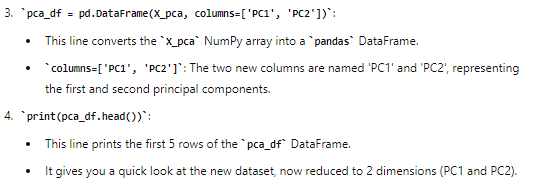 3. `pca_df = pd.DataFrame(X_pca, columns=['PC1', 'PC2'])`:
• This line converts the `X_pca` NumPy array into a `pandas` DataFrame.
• `columns=['PC1', 'PC2']`: The two new columns are named 'PC1' and 'PC2', representing
the first and second principal components.
4. `print(pca_df.head())`:
• This line prints the first 5 rows of the `pca_df` DataFrame.
• It gives you a quick look at the new dataset, now reduced to 2 dimensions (PC1 and PC2).